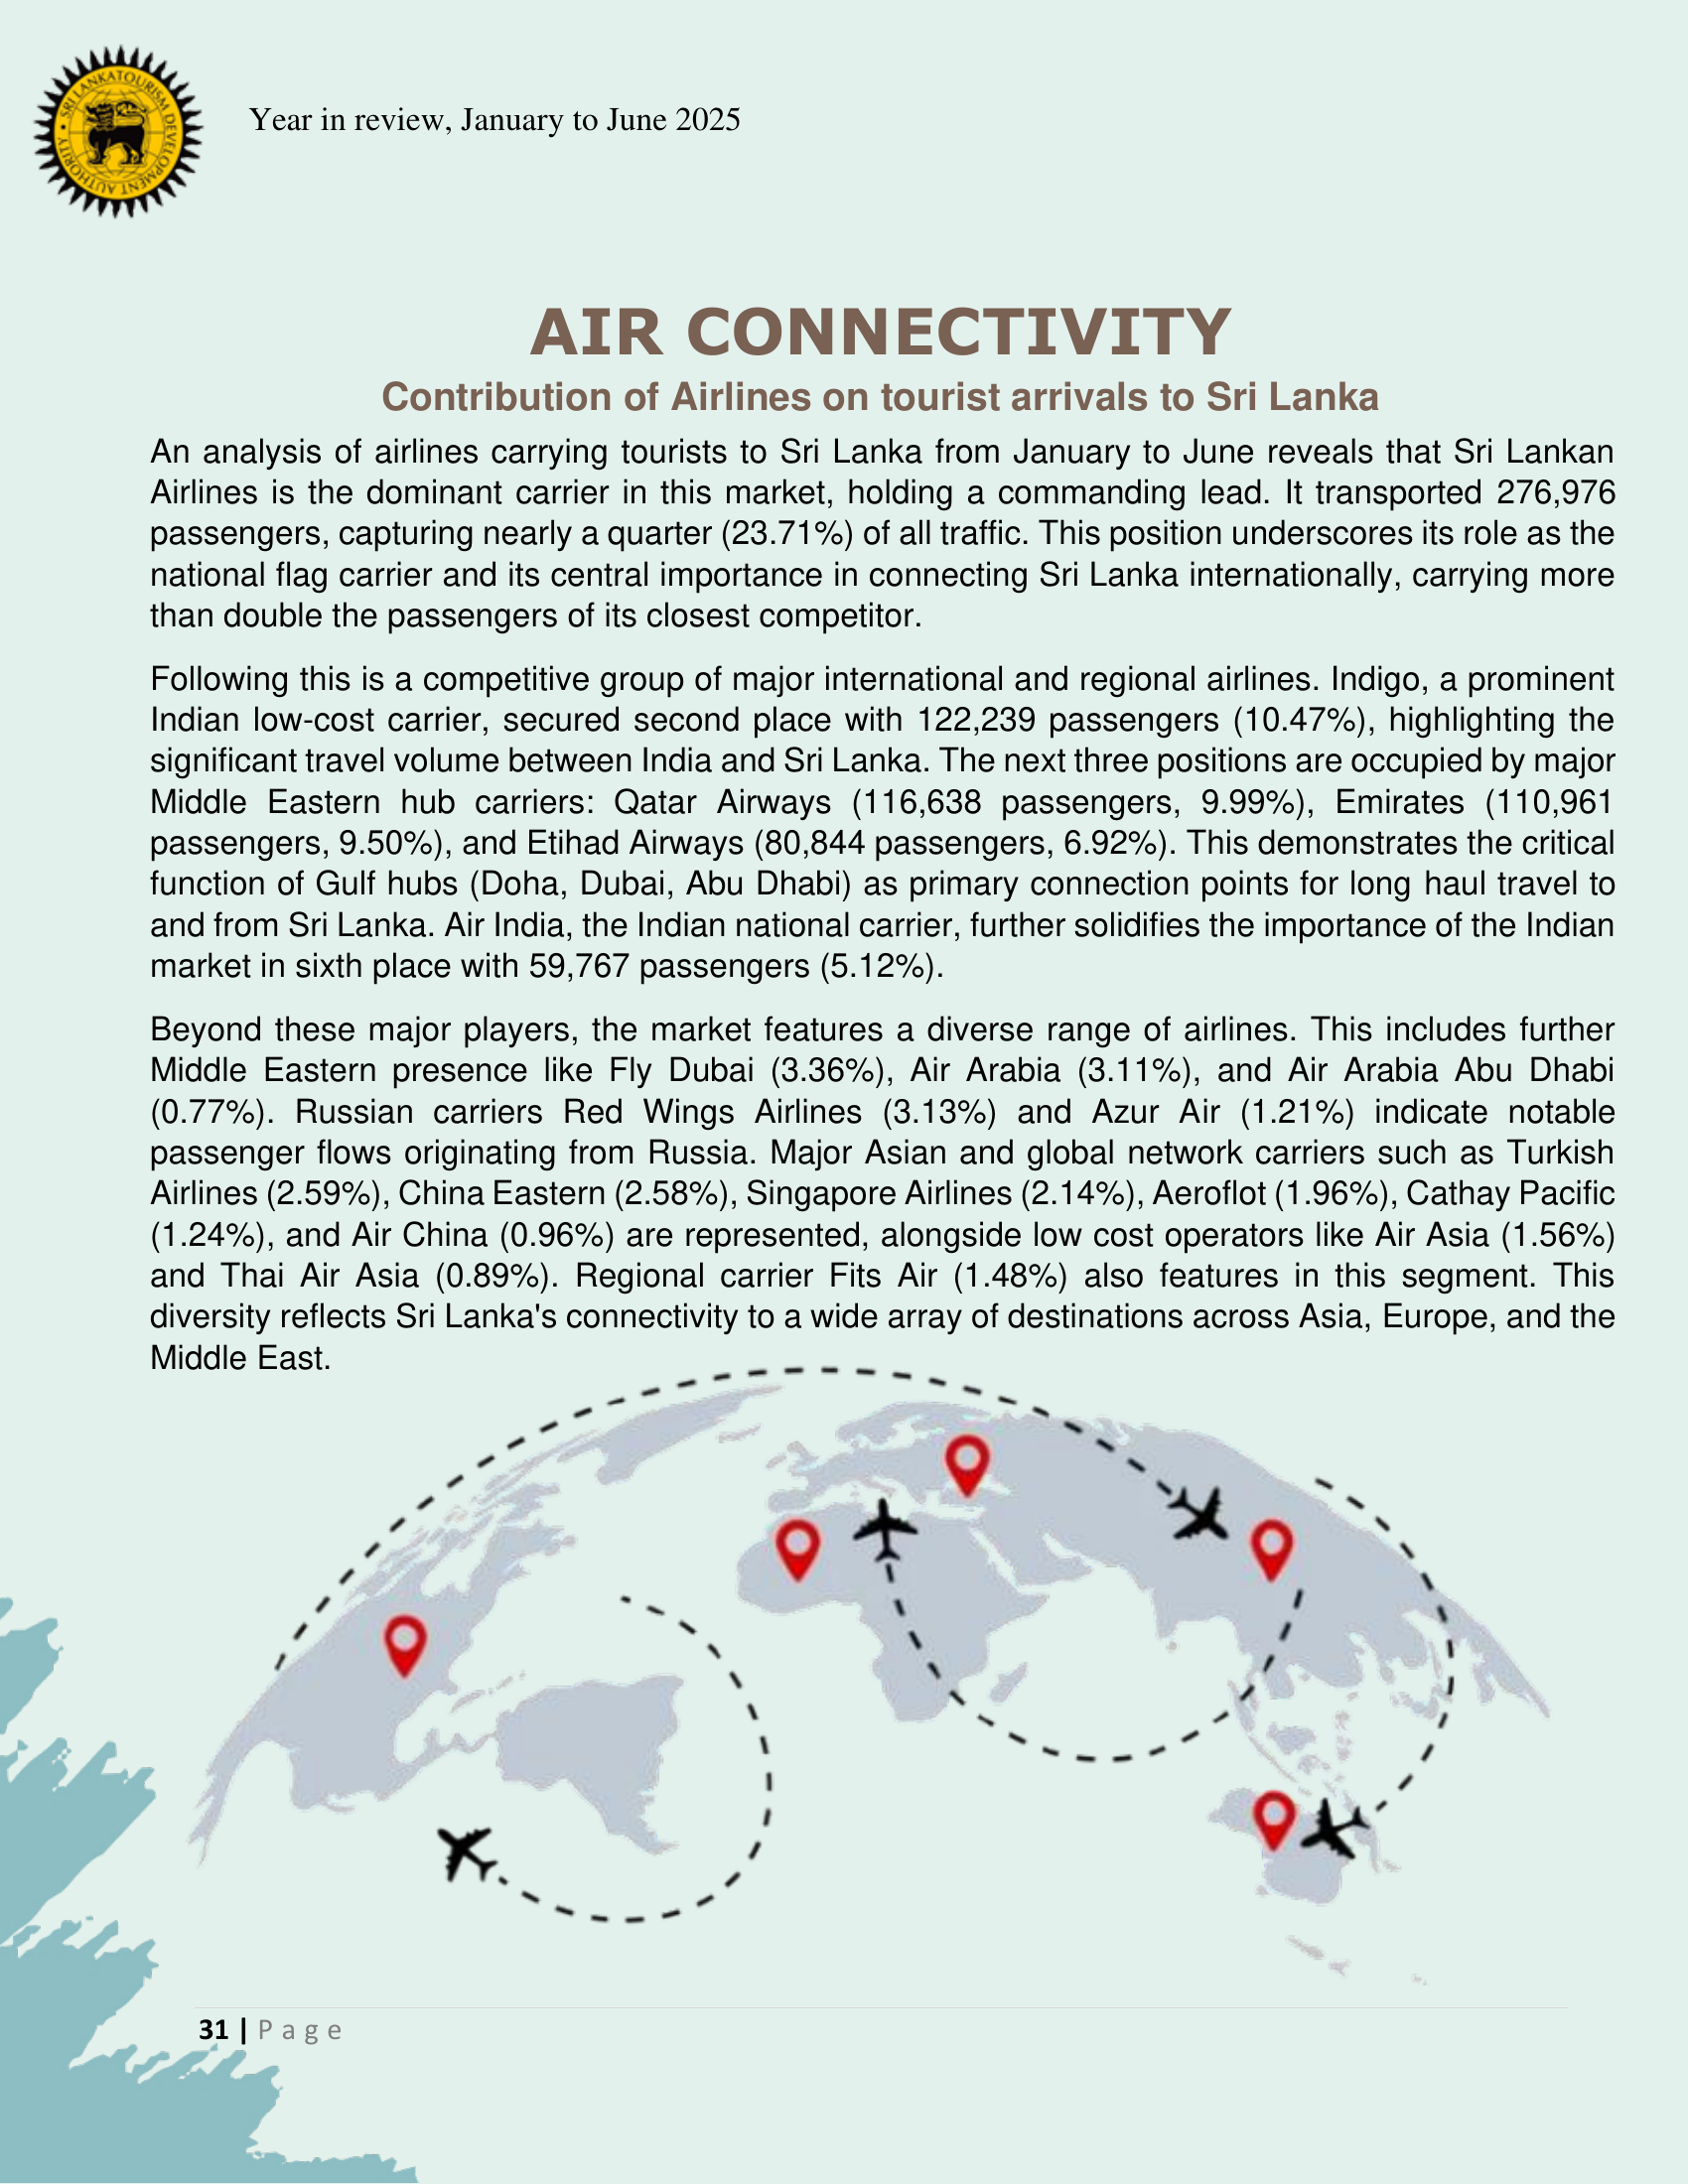 SRI LANKA TOURISM DEVELOPMENT AUTHORITY
Year in review, January to June 2025
AIR CONNECTIVITY
Contribution of Airlines on tourist arrivals to Sri Lanka
An analysis of airlines carrying tourists to Sri Lanka from January to June reveals that Sri Lankan
Airlines is the dominant carrier in this market, holding a commanding lead. It transported 276,976
passengers, capturing nearly a quarter (23.71%) of all traffic. This position underscores its role as the
national flag carrier and its central importance in connecting Sri Lanka internationally, carrying more
than double the passengers of its closest competitor.
Following this is a competitive group of major international and regional airlines. Indigo, a prominent
Indian low-cost carrier, secured second place with 122,239 passengers (10.47%), highlighting the
significant travel volume between India and Sri Lanka. The next three positions are occupied by major
Middle Eastern hub carriers: Qatar Airways (116,638 passengers, 9.99%), Emirates (110,961
passengers, 9.50%), and Etihad Airways (80,844 passengers, 6.92%). This demonstrates the critical
function of Gulf hubs (Doha, Dubai, Abu Dhabi) as primary connection points for long haul travel to
and from Sri Lanka. Air India, the Indian national carrier, further solidifies the importance of the Indian
market in sixth place with 59,767 passengers (5.12%).
Beyond these major players, the market features a diverse range of airlines. This includes further
Middle Eastern presence like Fly Dubai (3.36%), Air Arabia (3.11%), and Air Arabia Abu Dhabi
(0.77%). Russian carriers Red Wings Airlines (3.13%) and Azur Air (1.21%) indicate notable
passenger flows originating from Russia. Major Asian and global network carriers such as Turkish
Airlines (2.59%), China Eastern (2.58%), Singapore Airlines (2.14%), Aeroflot (1.96%), Cathay Pacific
(1.24%), and Air China (0.96%) are represented, alongside low cost operators like Air Asia (1.56%)
and Thai Air Asia (0.89%). Regional carrier Fits Air (1.48%) also features in this segment. This
diversity reflects Sri Lanka's connectivity to a wide array of destinations across Asia, Europe, and the
Middle East.
31 | Page